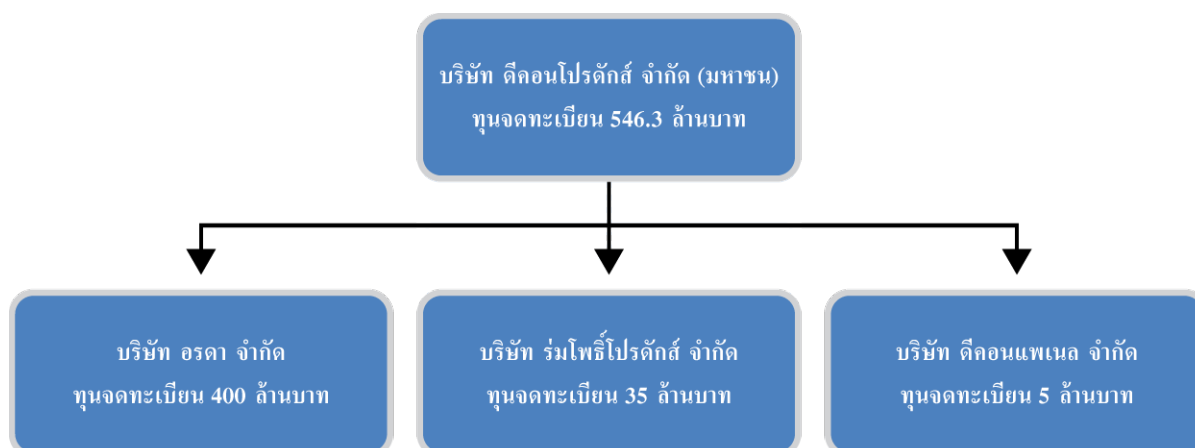 บริษัท ดีคอนโปรดักส์ จำกัด (มหาชน)
ทุนจดทะเบียน 546.3 ล้านบาท
บริษัท อรดา จำกัด
ทุนจดทะเบียน 400 ล้านบาท
บริษัท ร่มโพธิ์โปรดักส์ จำกัด
ทุนจดทะเบียน 35 ล้านบาท
บริษัท ดีคอนแพเนล จำกัด
ทุนจดทะเบียน 5 ล้านบาท